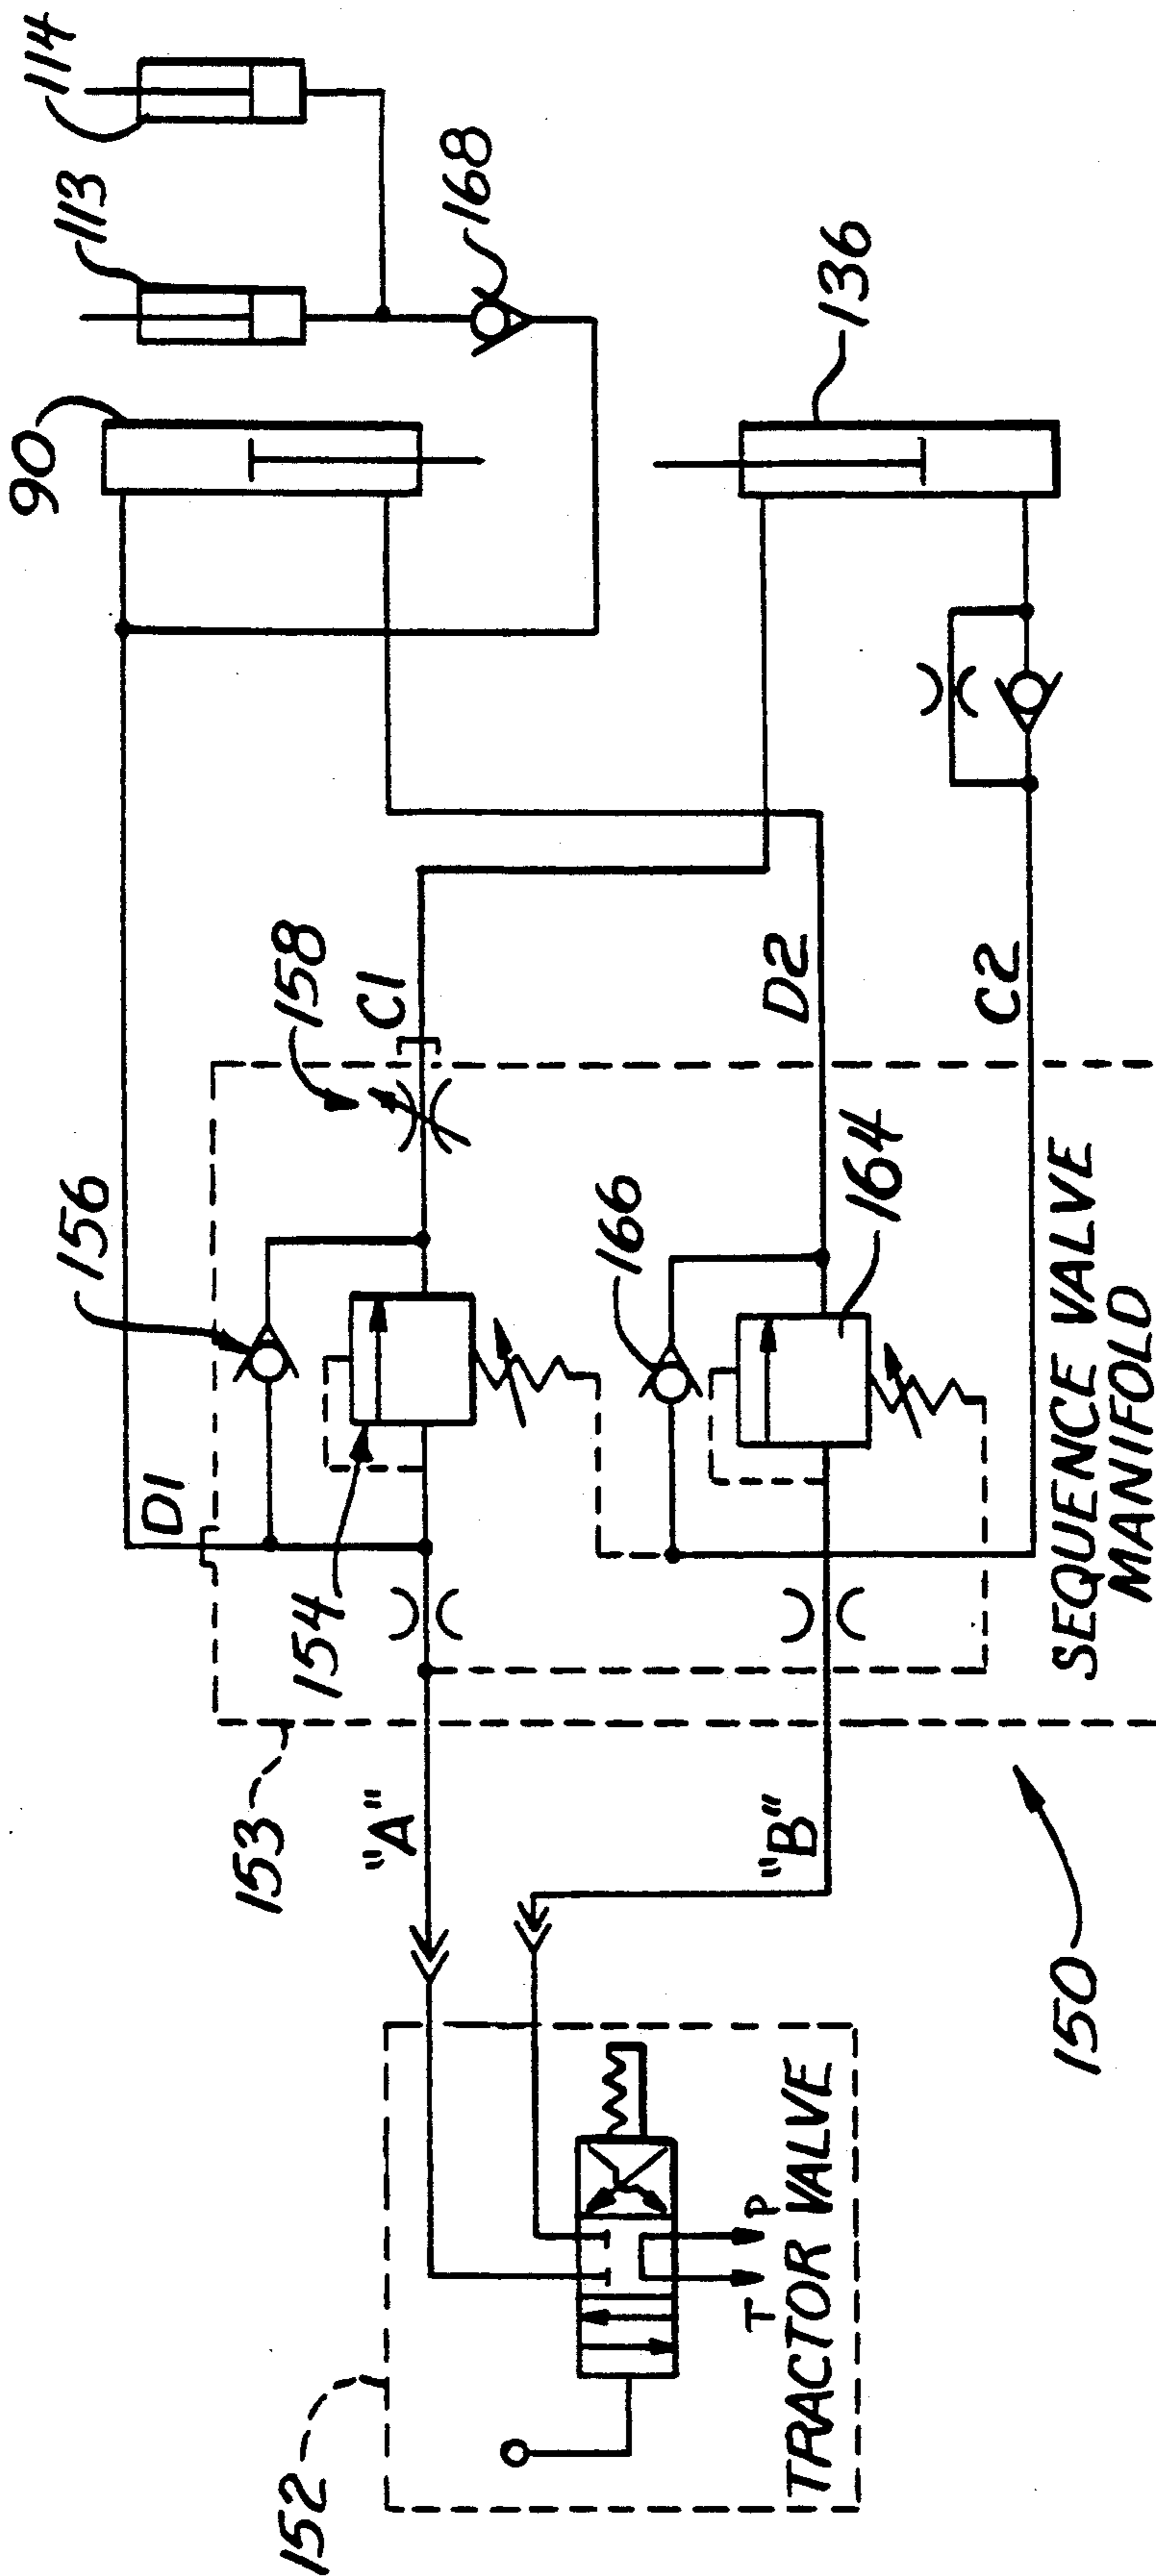 114
113
168
90
136
158
C1
D2
C2
156
166
164
D1
154
SEQUENCE VALVE
MANIFOLD
153
"A"
"B"
150
152
T
P
TRACTOR VALVE